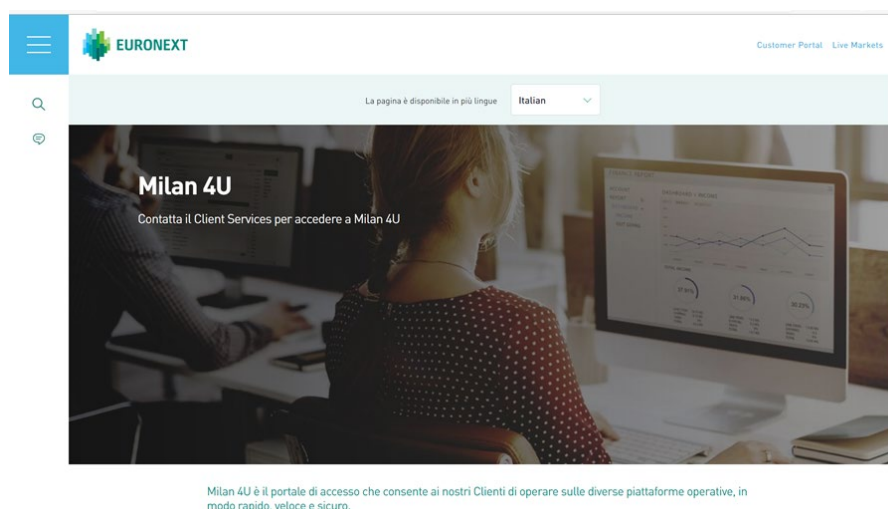 EURONEXT
Customer Portal Live Markets
La pagina è disponibile in più lingue Italian
Milan 4U
Contatta il Client Services per accedere a Milan 4U
TOTAL INCOME
Milan 4U è il portale di accesso che consente ai nostri Clienti di operare sulle diverse piattaforme operative, in
modo rapido, veloce e sicuro.